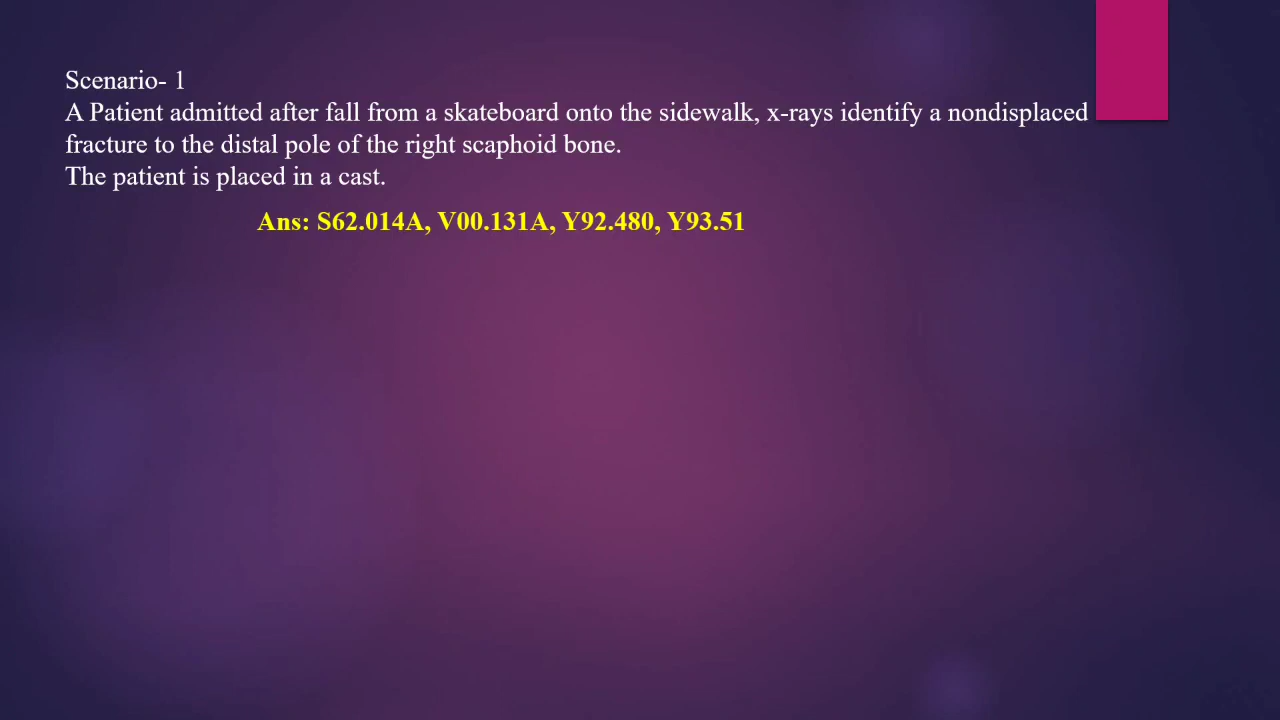 Scenario- 1
A Patient admitted after fall from a skateboard onto the sidewalk, x-rays identify a nondisplaced
fracture to the distal pole of the right scaphoid bone.
The patient is placed in a cast.
Ans: S62.014A, V00.131A, Y92.480, Y93.51